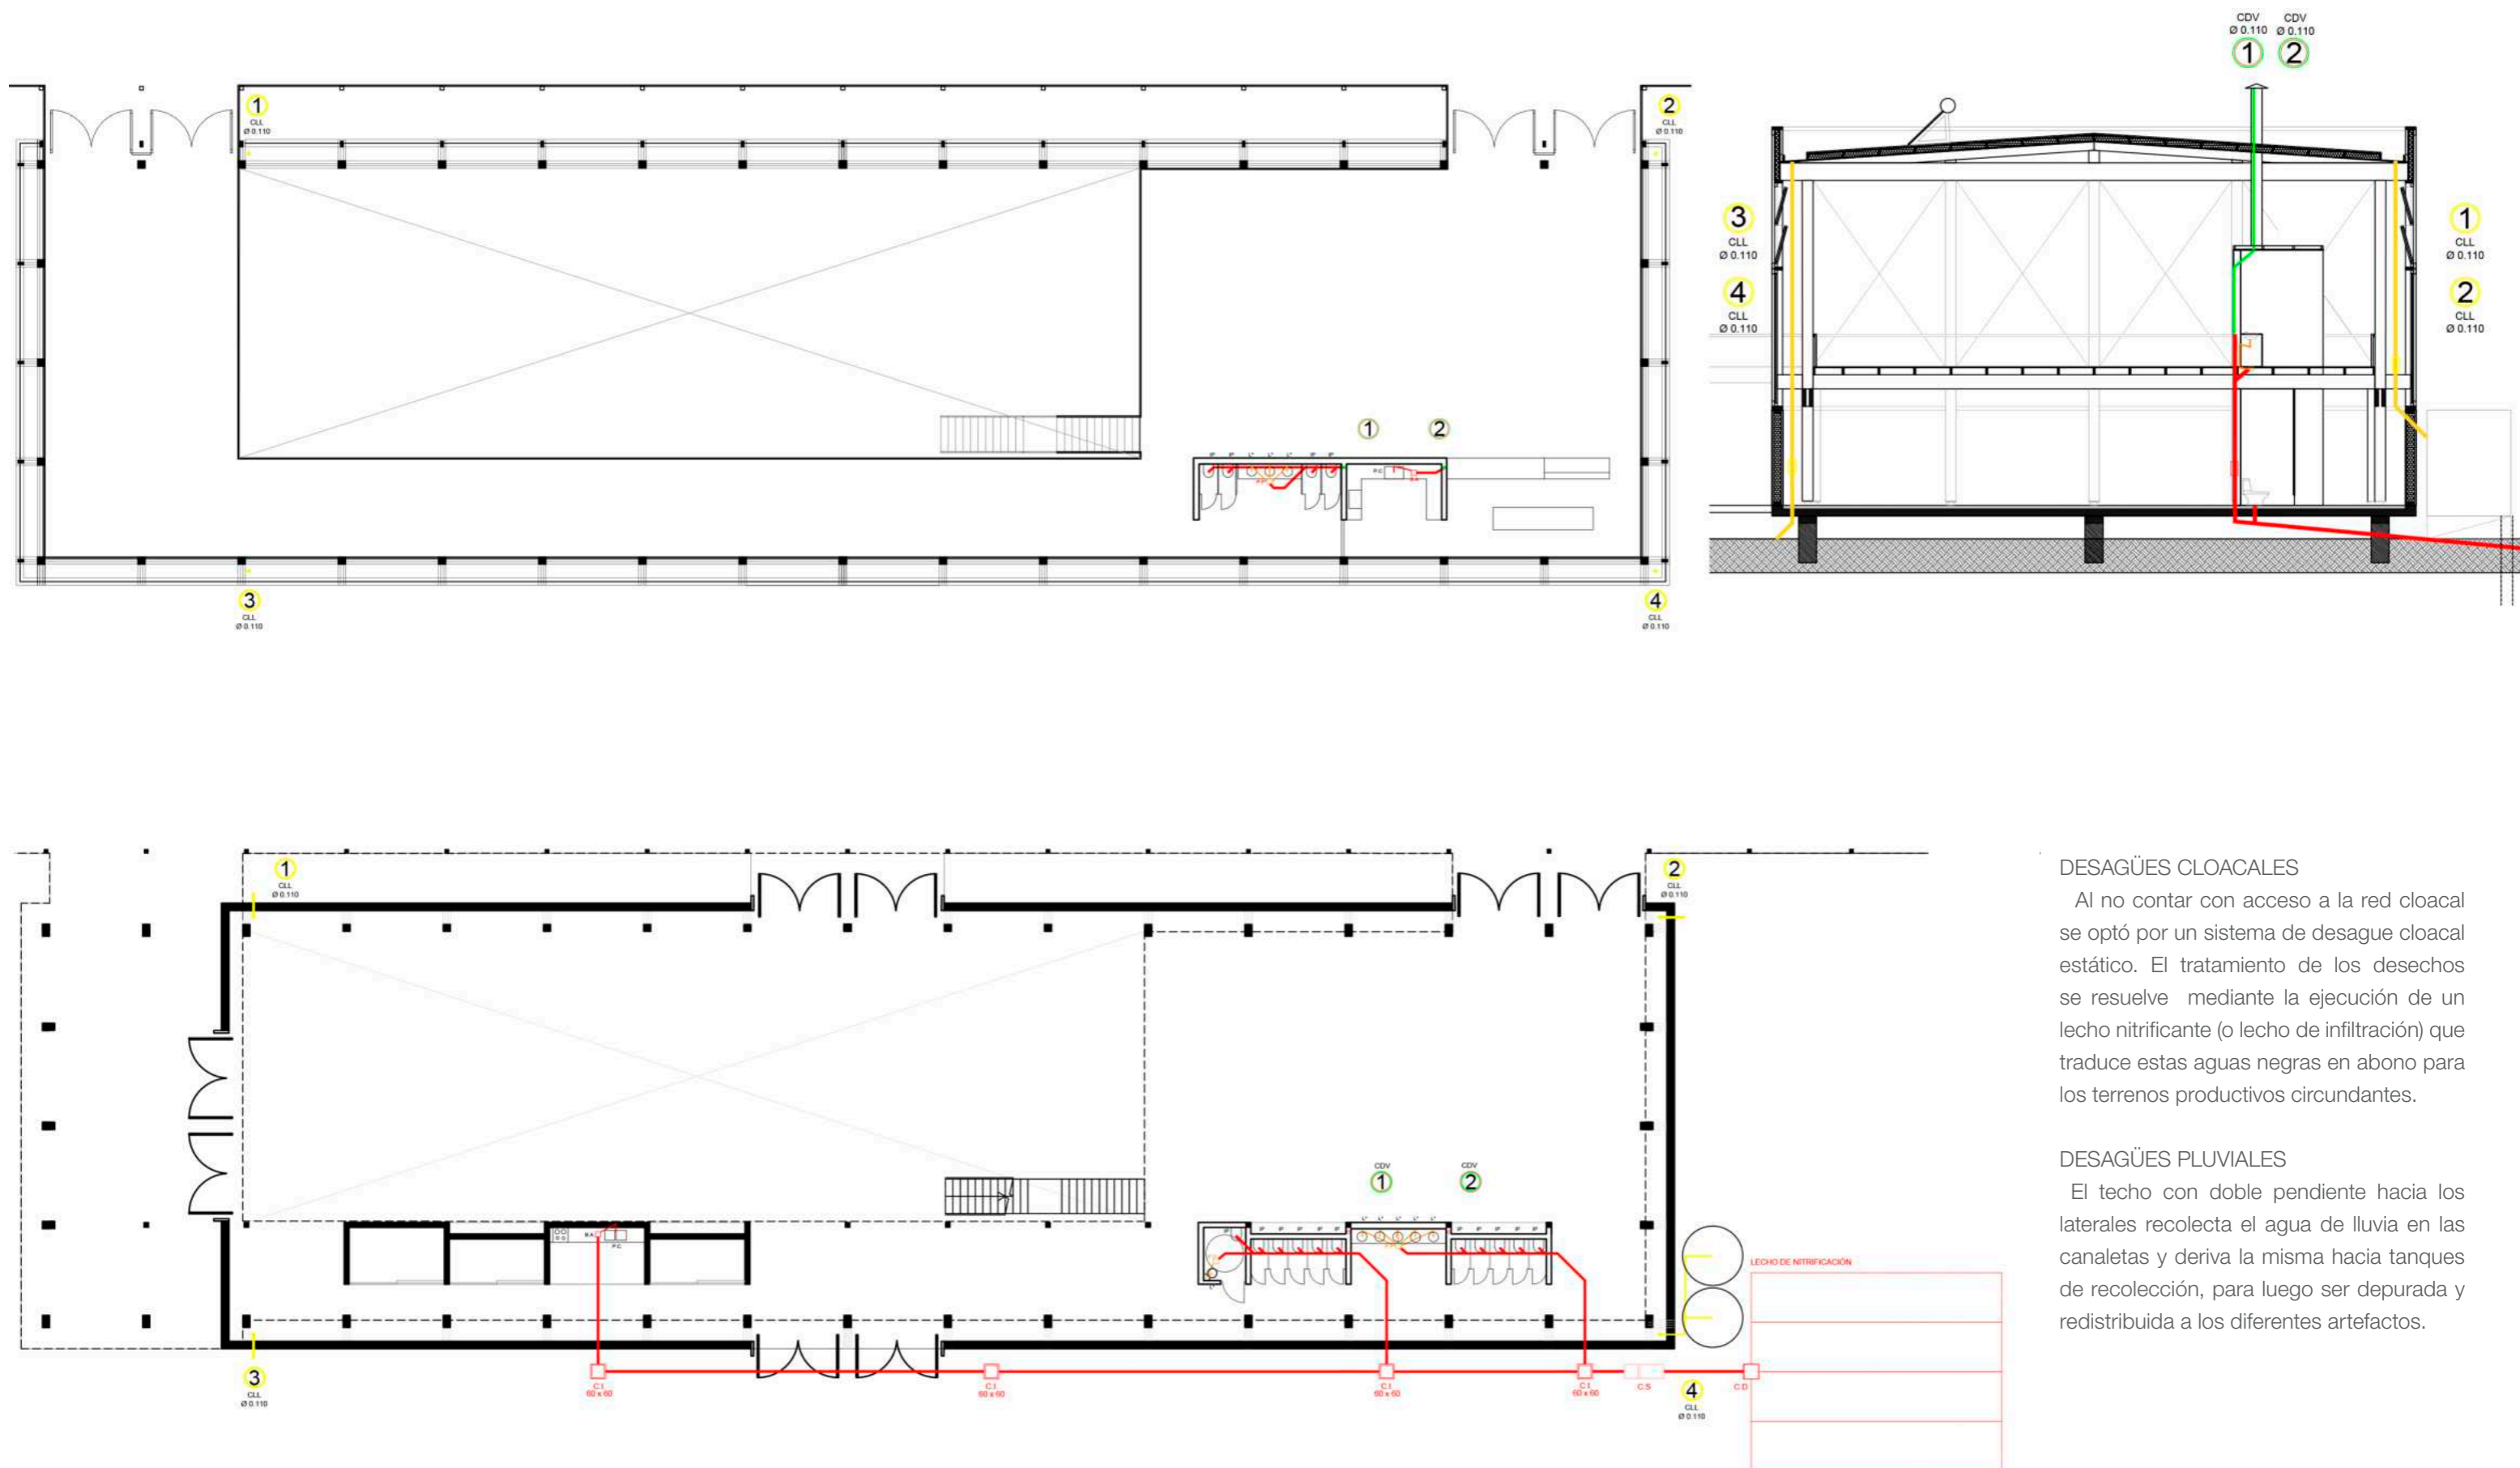 CDV CDV
Ø 0.110 Ø 0.110
1 2
1
CLL
Ø 0.110
2
CLL
Ø 0.110
3
CLL
Ø 0.110
4
CLL
Ø 0.110
1
CLL
Ø 0.110
2
CLL
Ø 0.110
1 2
P.C
3
CLL
Ø 0.110
4
CLL
Ø 0.110
1
CLL
Ø 0.110
2
CLL
Ø 0.110
CDV CDV
1 2
B.A
P.C
LECHO DE NITRIFICACIÓN
3
CLL
Ø 0.110
C.I.
60 x 60
C.I.
60 x 60
C.I.
60 x 60
C.I.
60 x 60
C.S
4
CLL
Ø 0.110
C.D
DESAGÜES CLOACALES
Al no contar con acceso a la red cloacal
se optó por un sistema de desague cloacal
estático. El tratamiento de los desechos
se resuelve mediante la ejecución de un
lecho nitrificante (o lecho de infiltración) que
traduce estas aguas negras en abono para
los terrenos productivos circundantes.
DESAGÜES PLUVIALES
El techo con doble pendiente hacia los
laterales recolecta el agua de lluvia en las
canaletas y deriva la misma hacia tanques
de recolección, para luego ser depurada y
redistribuida a los diferentes artefactos.